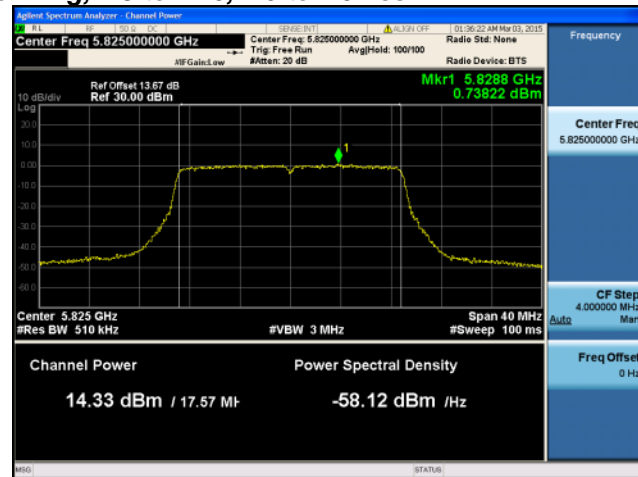 Agilent Spectrum Analyzer - Channel Power
RL RF 50 Ω DC SENSE:INT ALIGN OFF 01:36:22 AM Mar 03, 2015
Center Freq 5.825000000 GHz
Center Freq: 5.825000000 GHz
Radio Std: None
Trig: Free Run Avg|Hold: 100/100
#IFGain:Low #Atten: 20 dB Radio Device: BTS
Frequency
Mkr1 5.8288 GHz
0.73822 dBm
Ref Offset 13.67 dB
10 dB/div Ref 30.00 dBm
Log
20.0
10.0
0.00
-10.0
-20.0
-30.0
-40.0
-50.0
-60.0
1
Center Freq
5.825000000 GHz
Center 5.825 GHz Span 40 MHz
#Res BW 510 kHz #VBW 3 MHz #Sweep 100 ms
CF Step
4.000000 MHz
Auto Man
Freq Offset
0 Hz
Channel Power Power Spectral Density
14.33 dBm / 17.57 MH -58.12 dBm /Hz
MSG STATUS